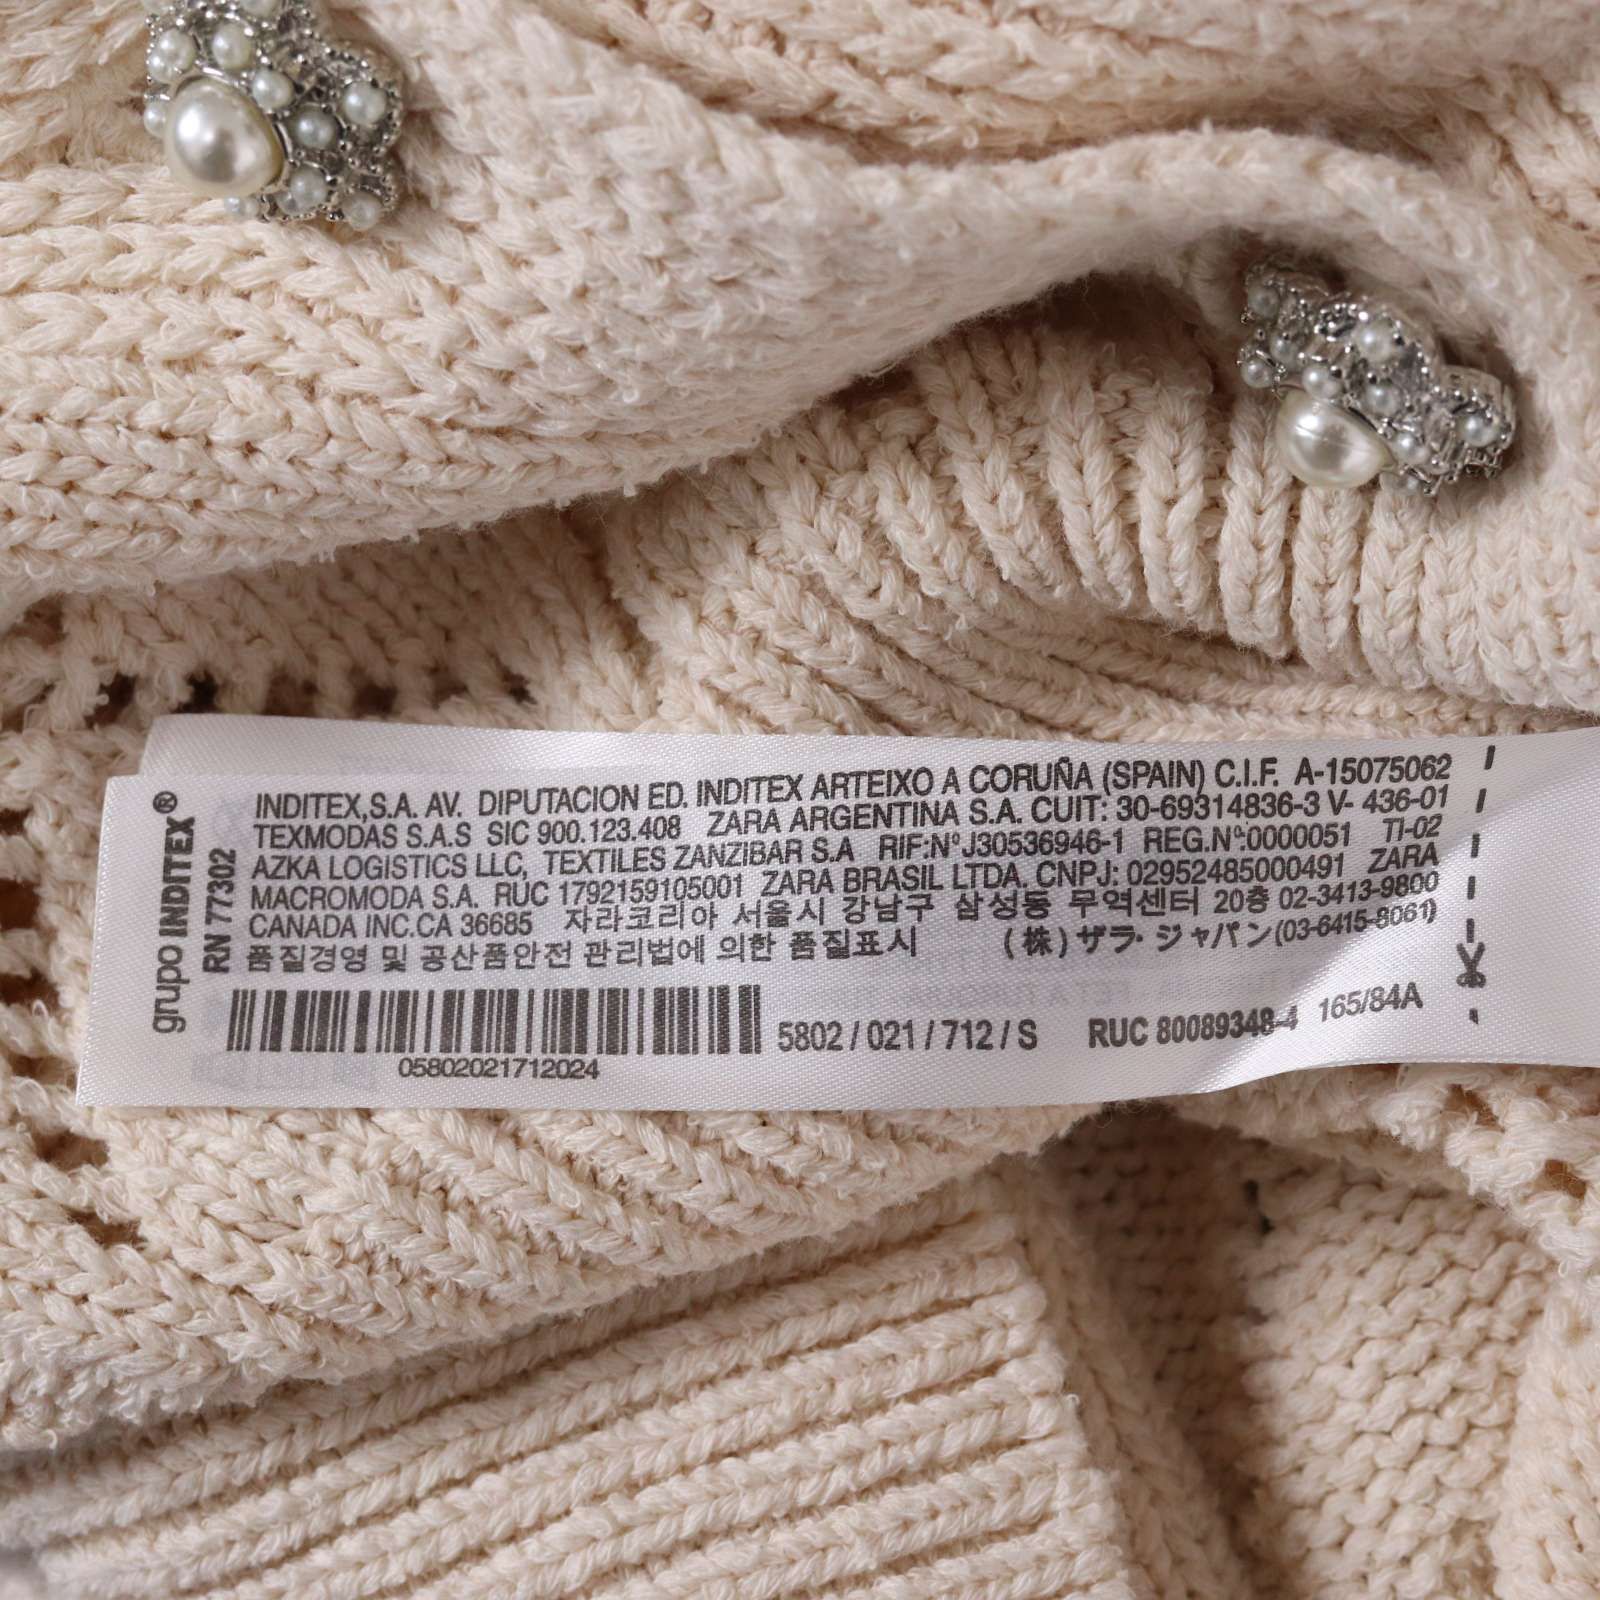 grupo INDITEX®
RN 77302
INDITEX,S.A. AV. DIPUTACION ED. INDITEX ARTEIXO A CORUÑA (SPAIN) C.I.F. A-15075062
TEXMODAS S.A.S SIC 900.123.408 ZARA ARGENTINA S.A. CUIT: 30-69314836-3 V- 436-01
AZKA LOGISTICS LLC, TEXTILES ZANZIBAR S.A RIF:NºJ30536946-1 REG.Nº:0000051 TI-02
MACROMODA S.A. RUC 1792159105001 ZARA BRASIL LTDA. CNPJ: 02952485000491 ZARA
CANADA INC.CA 36685 자라코리아 서울시 강남구 삼성동 무역센터 20층 02-3413-9800
품질경영 및 공산품안전 관리법에 의한 품질표시 (株)ザラ・ジャパン(03-6415-8061)
5802 / 021 / 712 / S RUC 80089348-4 165/84A
05802021712024